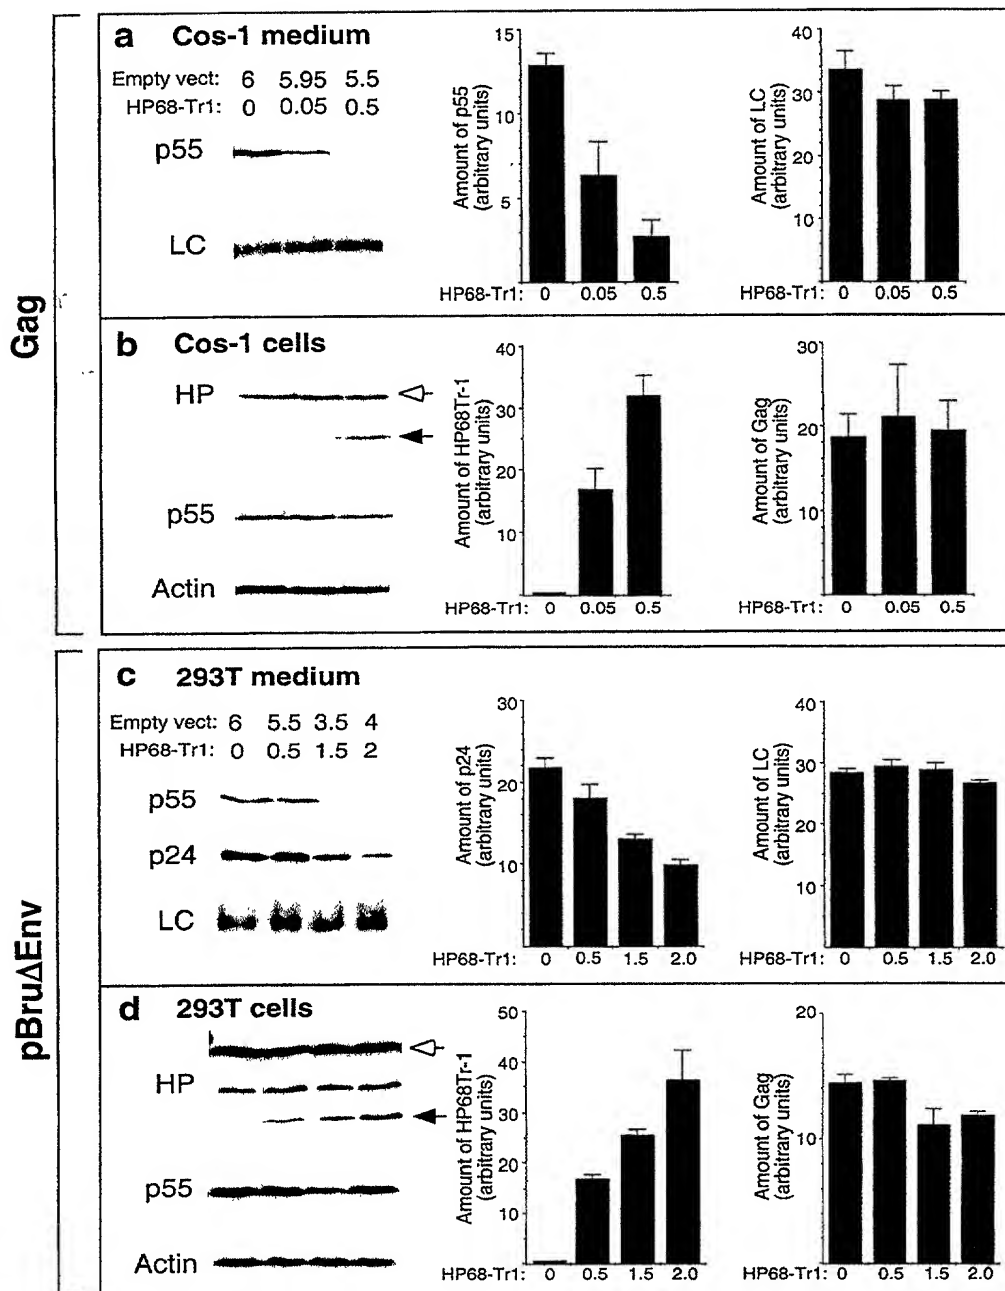 Gag
a Cos-1 medium
Empty vect: 6 5.95 5.5
HP68-Tr1: 0 0.05 0.5
p55
LC
Amount of p55
(arbitrary units)
15
10
5
HP68-Tr1: 0 0.05 0.5
Amount of LC
(arbitrary units)
40
30
20
10
HP68-Tr1: 0 0.05 0.5
b Cos-1 cells
HP
p55
Actin
Amount of HP68Tr-1
(arbitrary units)
40
30
20
10
HP68-Tr1: 0 0.05 0.5
Amount of Gag
(arbitrary units)
30
20
10
HP68-Tr1: 0 0.05 0.5
pBru∆Env
c 293T medium
Empty vect: 6 5.5 3.5 4
HP68-Tr1: 0 0.5 1.5 2
p55
p24
LC
Amount of p24
(arbitrary units)
30
20
10
HP68-Tr1: 0 0.5 1.5 2.0
Amount of LC
(arbitrary units)
40
30
20
10
HP68-Tr1: 0 0.5 1.5 2.0
d 293T cells
HP
p55
Actin
Amount of HP68Tr-1
(arbitrary units)
50
40
30
20
10
HP68-Tr1: 0 0.5 1.5 2.0
Amount of Gag
(arbitrary units)
20
10
HP68-Tr1: 0 0.5 1.5 2.0